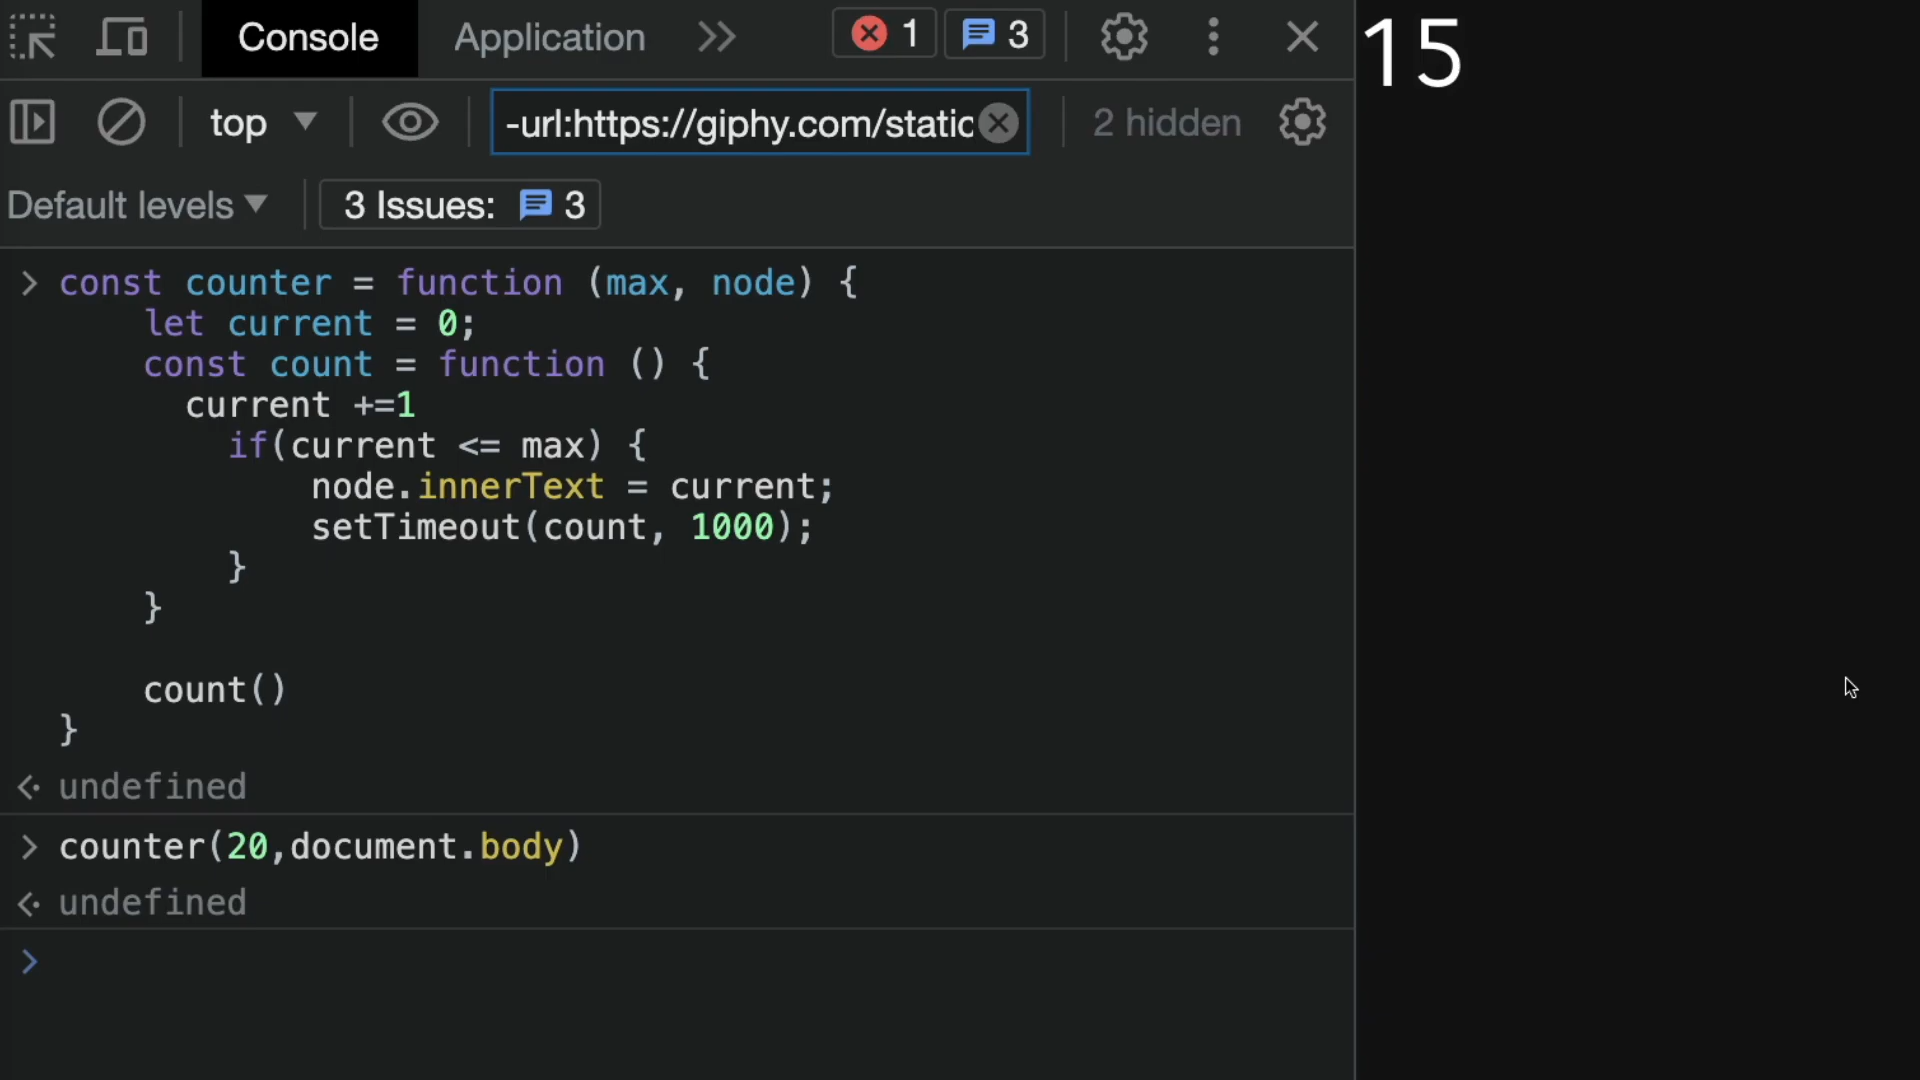 Console Application 1 3 15
top -url:https://giphy.com/static 2 hidden
Default levels 3 Issues: 3
> const counter = function (max, node) {
let current = 0;
const count = function () {
current +=1
if(current <= max) {
node.innerText = current;
setTimeout(count, 1000);
}
}
count()
}
undefined
> counter(20,document.body)
undefined
>